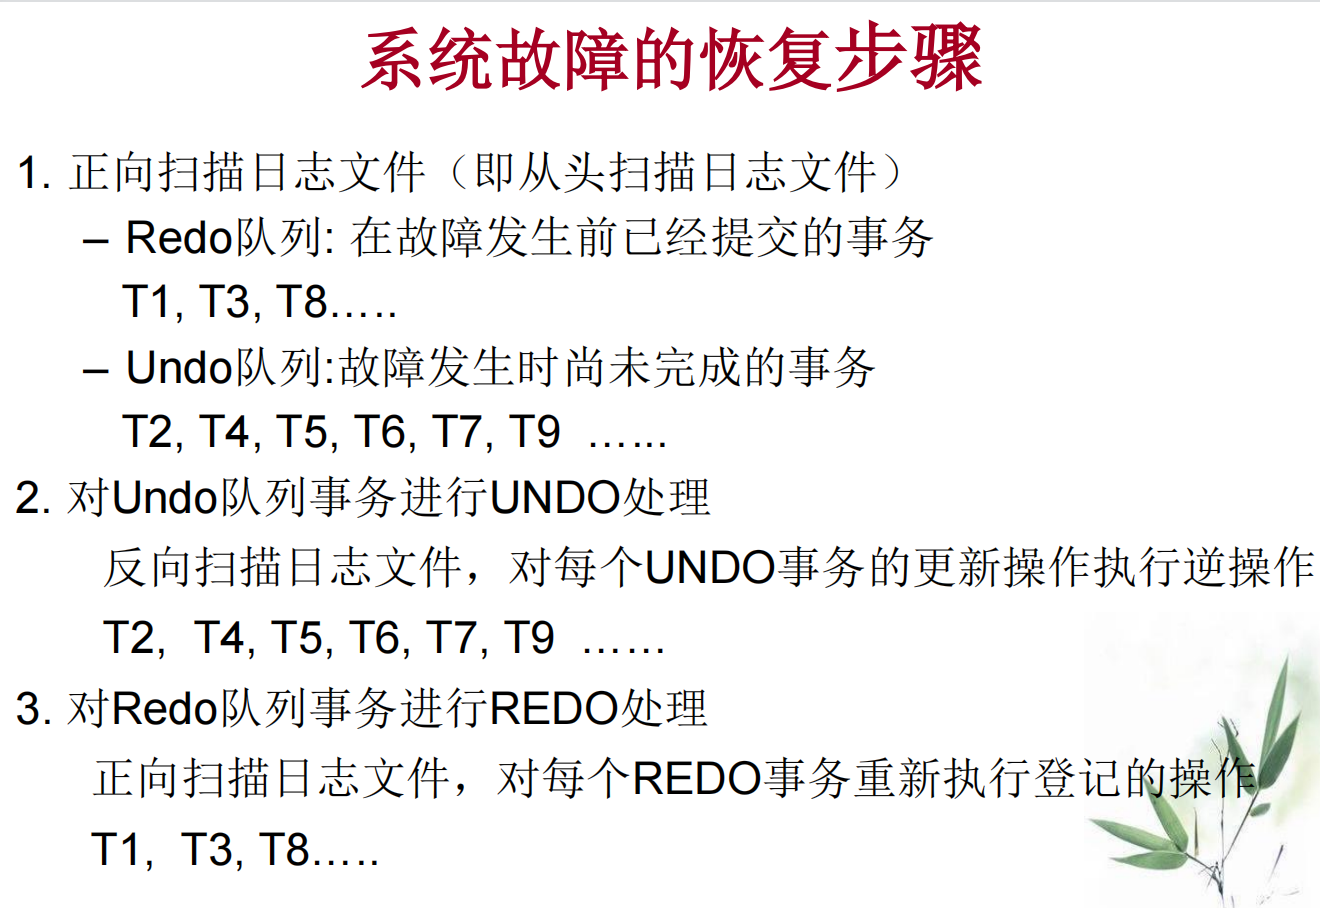 系统故障的恢复步骤
1. 正向扫描日志文件（即从头扫描日志文件）
– Redo队列: 在故障发生前已经提交的事务
T1, T3, T8…..
– Undo队列:故障发生时尚未完成的事务
T2, T4, T5, T6, T7, T9 …...
2. 对Undo队列事务进行UNDO处理
反向扫描日志文件，对每个UNDO事务的更新操作执行逆操作
T2, T4, T5, T6, T7, T9 ……
3. 对Redo队列事务进行REDO处理
正向扫描日志文件，对每个REDO事务重新执行登记的操作
T1, T3, T8…..